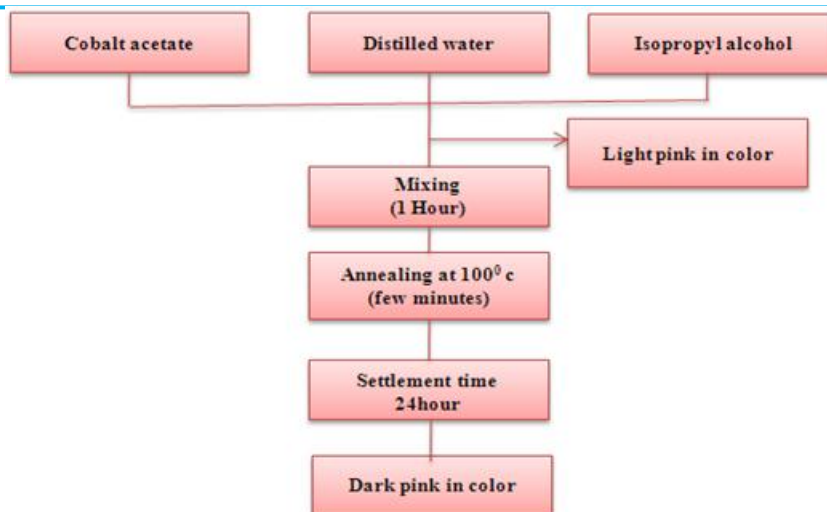 Cobalt acetate
Distilled water
Isopropyl alcohol
Light pink in color
Mixing
(1 Hour)
Annealing at 100⁰ c
(few minutes)
Settlement time
24hour
Dark pink in color